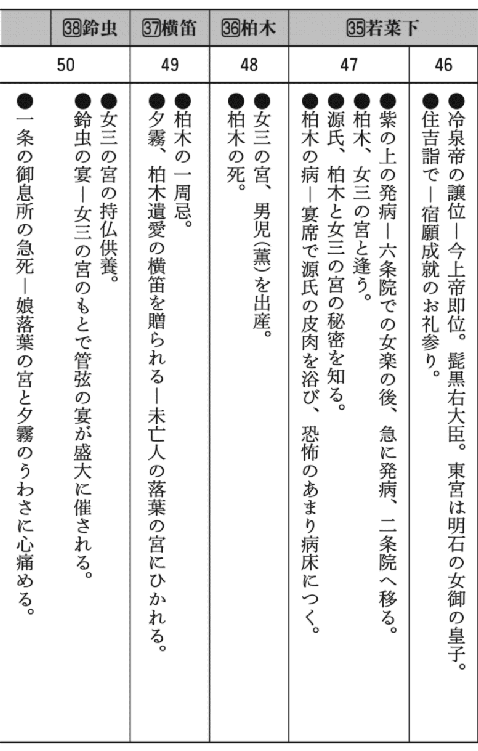 ㉟若菜下
46
●冷泉帝の譲位―今上帝即位。髭黒右大臣。東宮は明石の女御の皇子。
●住吉詣で―宿願成就のお礼参り。
47
●紫の上の発病―六条院での女楽の後、急に発病、二条院へ移る。
●柏木、女三の宮と逢う。
●源氏、柏木と女三の宮の秘密を知る。
●柏木の病―宴席で源氏の皮肉を浴び、恐怖のあまり病床につく。
㊱柏木
48
●女三の宮、男児(薫)を出産。
●柏木の死。
㊲横笛
49
●柏木の一周忌。
●夕霧、柏木遺愛の横笛を贈られる―未亡人の落葉の宮にひかれる。
㊳鈴虫
50
●女三の宮の持仏供養。
●鈴虫の宴―女三の宮のもとで管弦の宴が盛大に催される。
●一条の御息所の急死―娘落葉の宮と夕霧のうわさに心痛める。